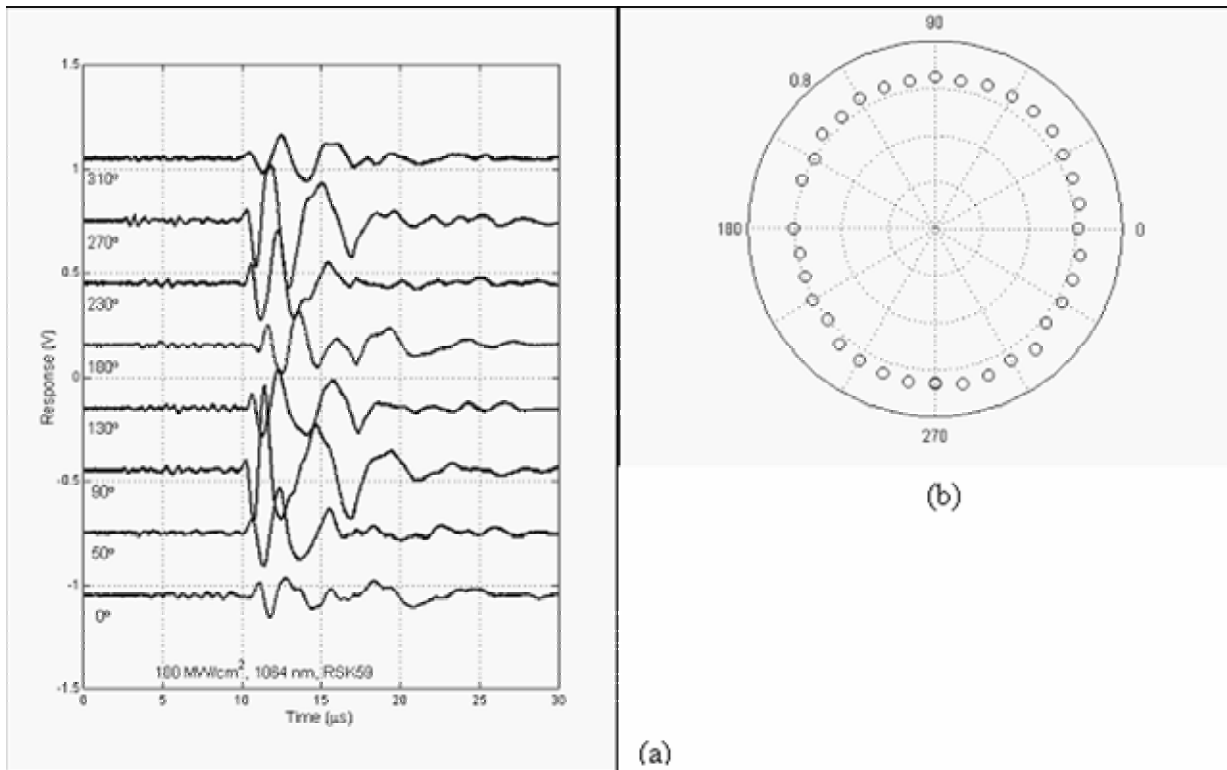 1.5
1
0.5
0
-0.5
-1
-1.5
Response (V)
310º
270º
230º
180º
130º
90º
50º
0º
100 MW/cm², 1064 nm, RSK59
0 5 10 15 20 25 30
Time (µs)
90
0.8
180
0
270
(b)
(a)